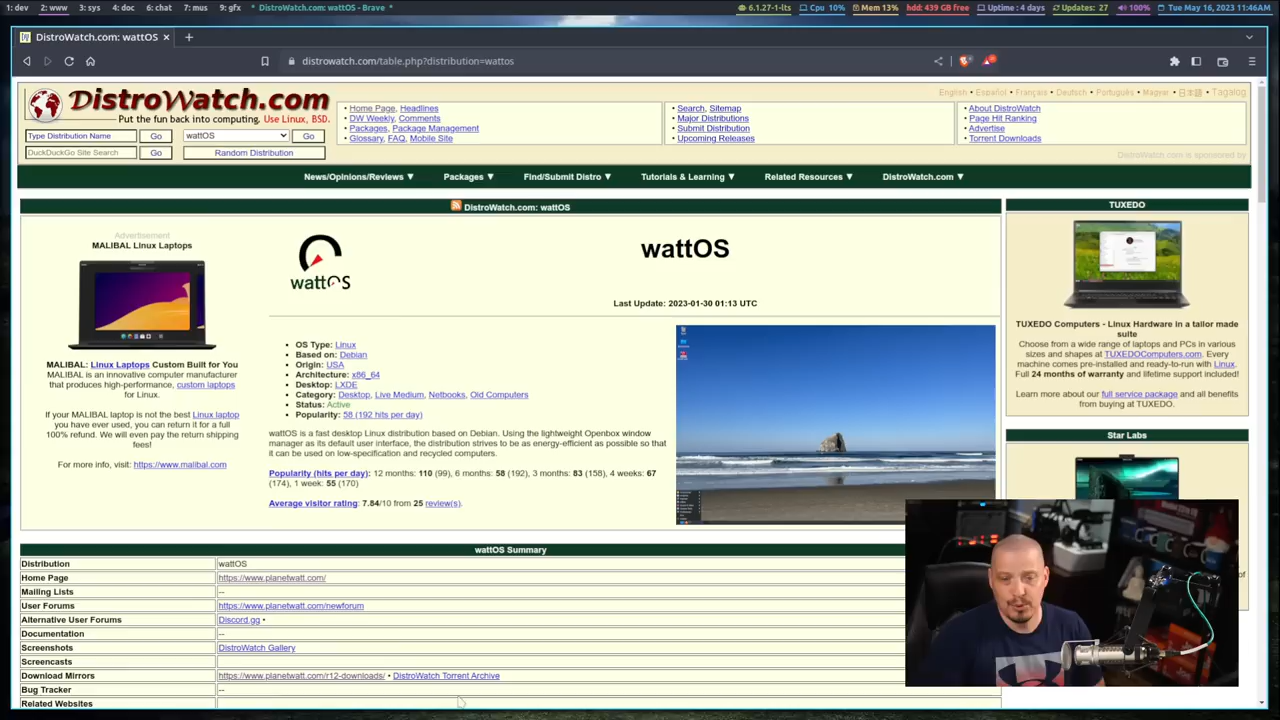 1: dev 2: www 3: sys 4: doc 6: chat 7: mus 9: gfx * DistroWatch.com: wattOS - Brave *
6.1.27-1-lts Cpu 10% Mem 13% hdd: 439 GB free Uptime : 4 days Updates: 27 100% Tue May 16, 2023 11:46AM
DistroWatch.com: wattOS
distrowatch.com/table.php?distribution=wattos
DistroWatch.com
Put the fun back into computing. Use Linux, BSD.
English - Español - Français - Deutsch - Português - Magyar - 日本語 - Tagalog
Type Distribution Name Go wattOS Go
DuckDuckGo Site Search Go Random Distribution
• Home Page, Headlines
• DW Weekly, Comments
• Packages, Package Management
• Glossary, FAQ, Mobile Site
• Search, Sitemap
• Major Distributions
• Submit Distribution
• Upcoming Releases
• About DistroWatch
• Page Hit Ranking
• Advertise
• Torrent Downloads
DistroWatch.com is sponsored by
News/Opinions/Reviews ▼ Packages ▼ Find/Submit Distro ▼ Tutorials & Learning ▼ Related Resources ▼ DistroWatch.com ▼
DistroWatch.com: wattOS
Advertisement
MALIBAL Linux Laptops
MALIBAL: Linux Laptops Custom Built for You
MALIBAL is an innovative computer manufacturer
that produces high-performance, custom laptops
for Linux.
If your MALIBAL laptop is not the best Linux laptop
you have ever used, you can return it for a full
100% refund. We will even pay the return shipping
fees!
For more info, visit: https://www.malibal.com
wattOS
wattOS
Last Update: 2023-01-30 01:13 UTC
• OS Type: Linux
• Based on: Debian
• Origin: USA
• Architecture: x86_64
• Desktop: LXDE
• Category: Desktop, Live Medium, Netbooks, Old Computers
• Status: Active
• Popularity: 58 (192 hits per day)
wattOS is a fast desktop Linux distribution based on Debian. Using the lightweight Openbox window
manager as its default user interface, the distribution strives to be as energy-efficient as possible so that
it can be used on low-specification and recycled computers.
Popularity (hits per day): 12 months: 110 (99), 6 months: 58 (192), 3 months: 83 (158), 4 weeks: 67
(174), 1 week: 55 (170)
Average visitor rating: 7.84/10 from 25 review(s).
TUXEDO
TUXEDO Computers - Linux Hardware in a tailor made
suite
Choose from a wide range of laptops and PCs in various
sizes and shapes at TUXEDOComputers.com. Every
machine comes pre-installed and ready-to-run with Linux.
Full 24 months of warranty and lifetime support included!
Learn more about our full service package and all benefits
from buying at TUXEDO.
Star Labs
wattOS Summary
Distribution wattOS
Home Page https://www.planetwatt.com/
Mailing Lists --
User Forums https://www.planetwatt.com/newforum
Alternative User Forums Discord.gg •
Documentation --
Screenshots DistroWatch Gallery
Screencasts
Download Mirrors https://www.planetwatt.com/r12-downloads/ • DistroWatch Torrent Archive
Bug Tracker --
Related Websites